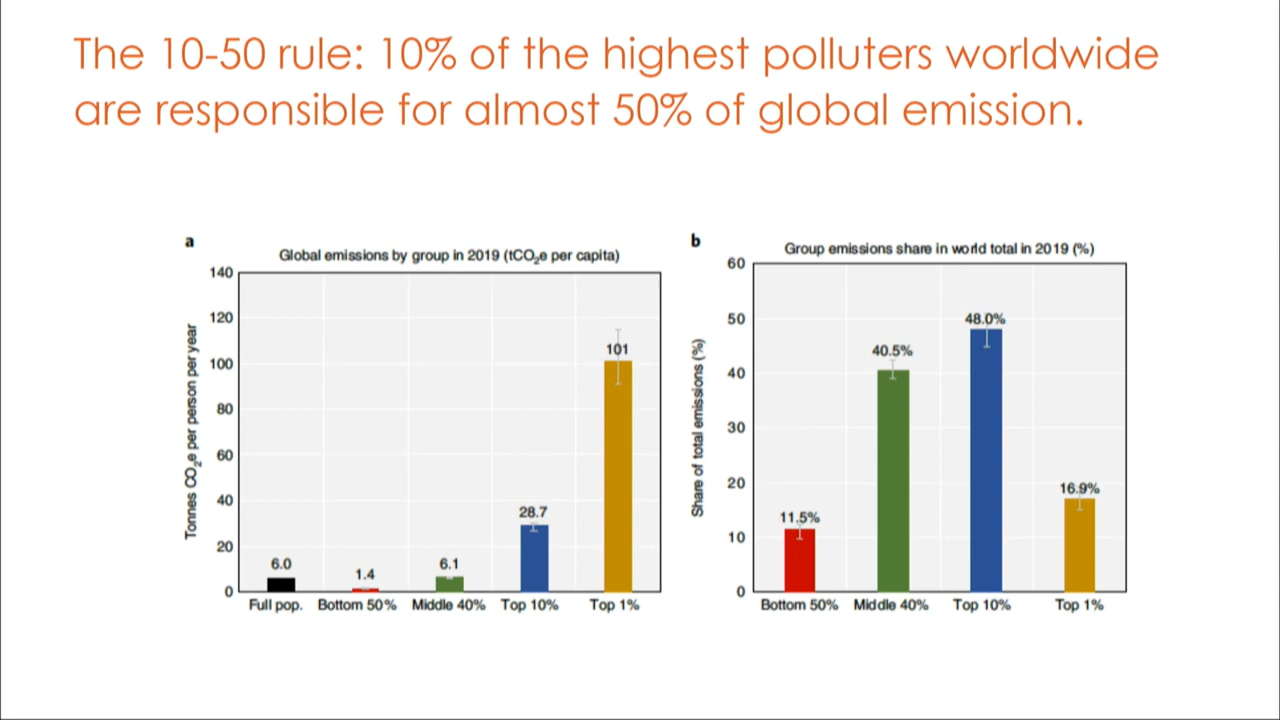 The 10-50 rule: 10% of the highest polluters worldwide
are responsible for almost 50% of global emission.
a
Global emissions by group in 2019 (tCO₂e per capita)
Tonnes CO₂e per person per year
140
120
100
80
60
40
20
0
6.0
1.4
6.1
28.7
101
Full pop.
Bottom 50%
Middle 40%
Top 10%
Top 1%
b
Group emissions share in world total in 2019 (%)
Share of total emissions (%)
60
50
40
30
20
10
0
11.5%
40.5%
48.0%
16.9%
Bottom 50%
Middle 40%
Top 10%
Top 1%